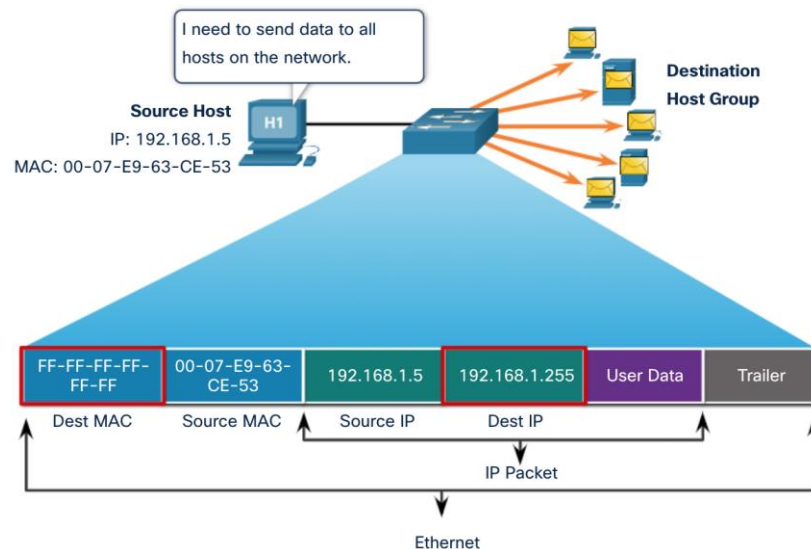 I need to send data to all
hosts on the network.
Source Host
IP: 192.168.1.5
MAC: 00-07-E9-63-CE-53
H1
Destination
Host Group
FF-FF-FF-FF-
FF-FF
00-07-E9-63-
CE-53
192.168.1.5
192.168.1.255
User Data
Trailer
Dest MAC
Source MAC
Source IP
Dest IP
IP Packet
Ethernet